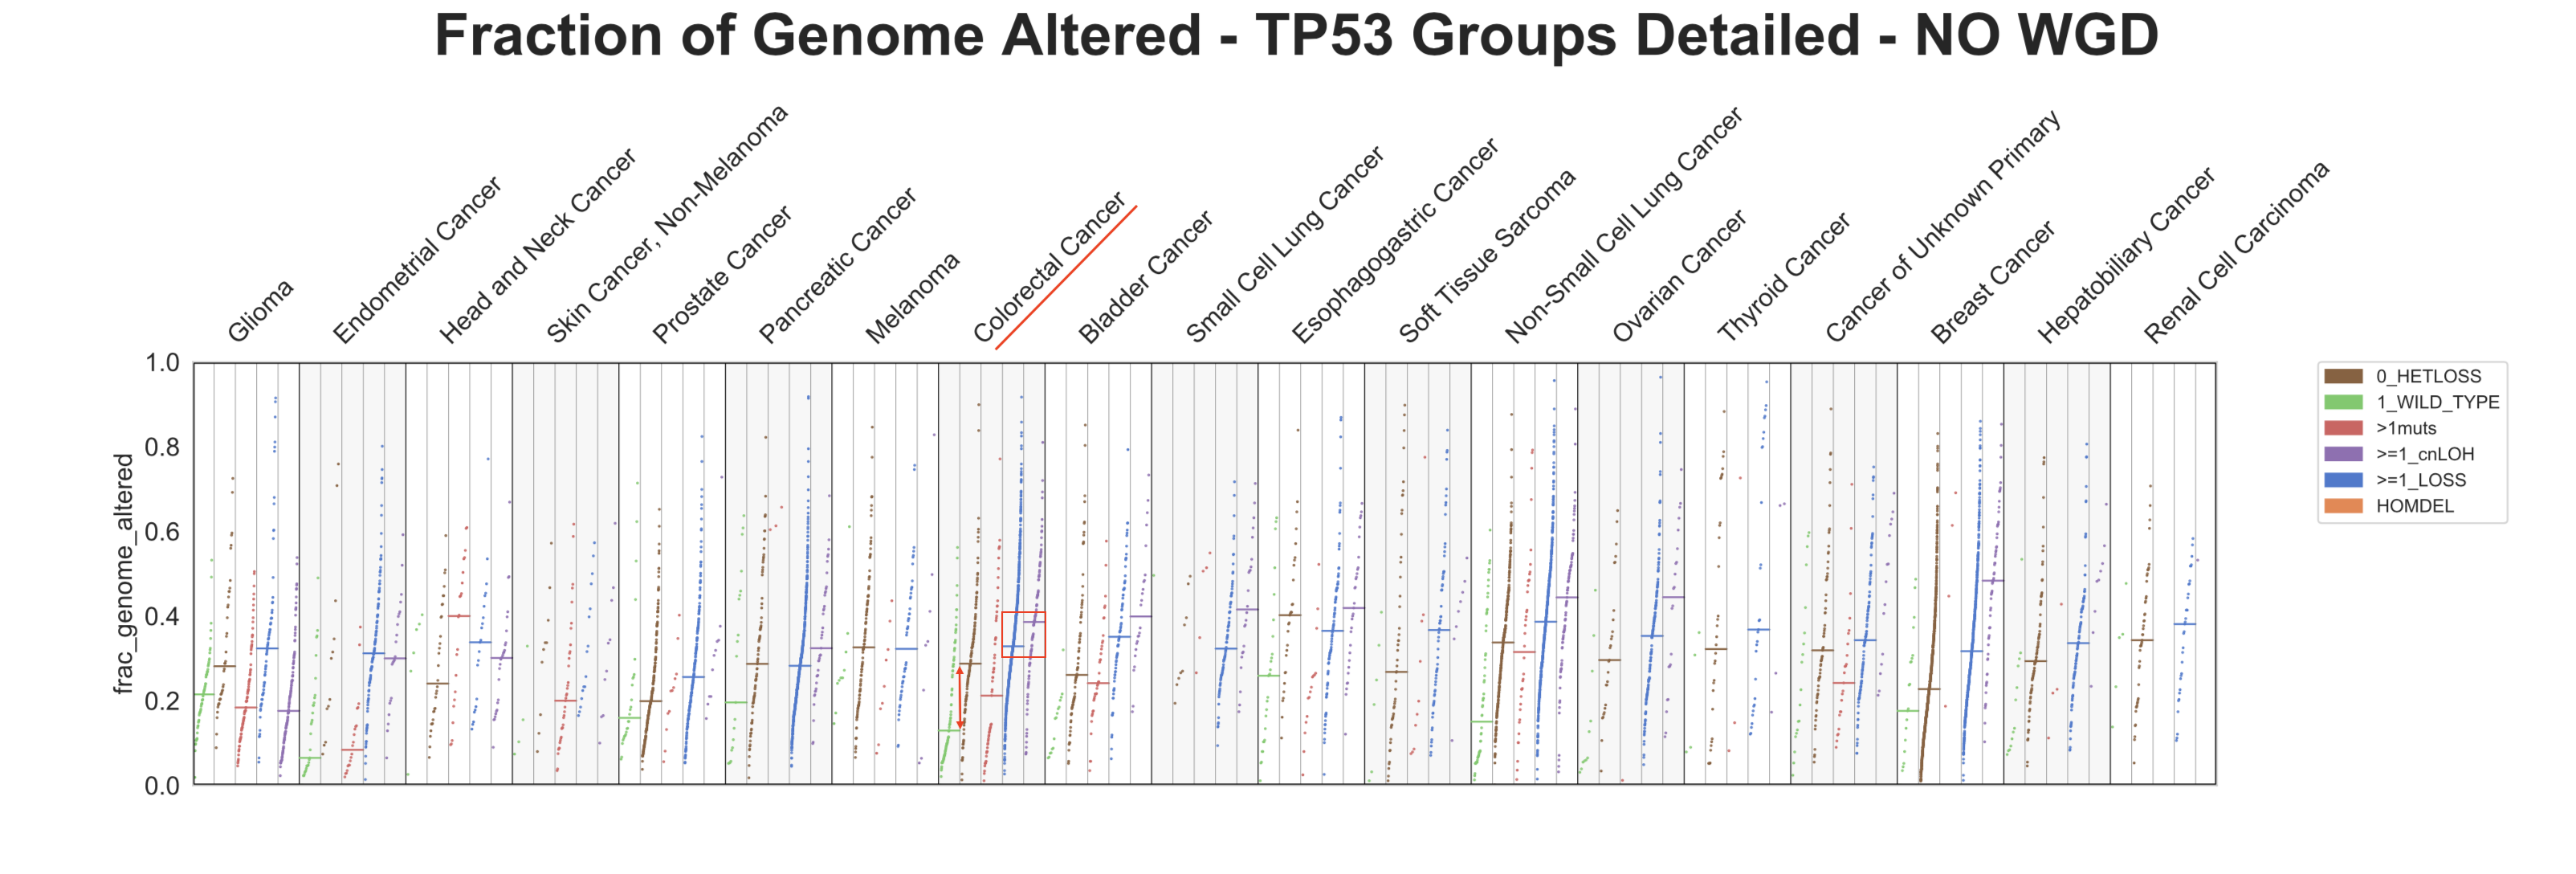 Fraction of Genome Altered - TP53 Groups Detailed - NO WGD
Glioma
Endometrial Cancer
Head and Neck Cancer
Skin Cancer, Non-Melanoma
Prostate Cancer
Pancreatic Cancer
Melanoma
Colorectal Cancer
Bladder Cancer
Small Cell Lung Cancer
Esophagogastric Cancer
Soft Tissue Sarcoma
Non-Small Cell Lung Cancer
Ovarian Cancer
Thyroid Cancer
Cancer of Unknown Primary
Breast Cancer
Hepatobiliary Cancer
Renal Cell Carcinoma
frac_genome_altered
1.0
0.8
0.6
0.4
0.2
0.0
0_HETLOSS
1_WILD_TYPE
>1muts
>=1_cnLOH
>=1_LOSS
HOMDEL